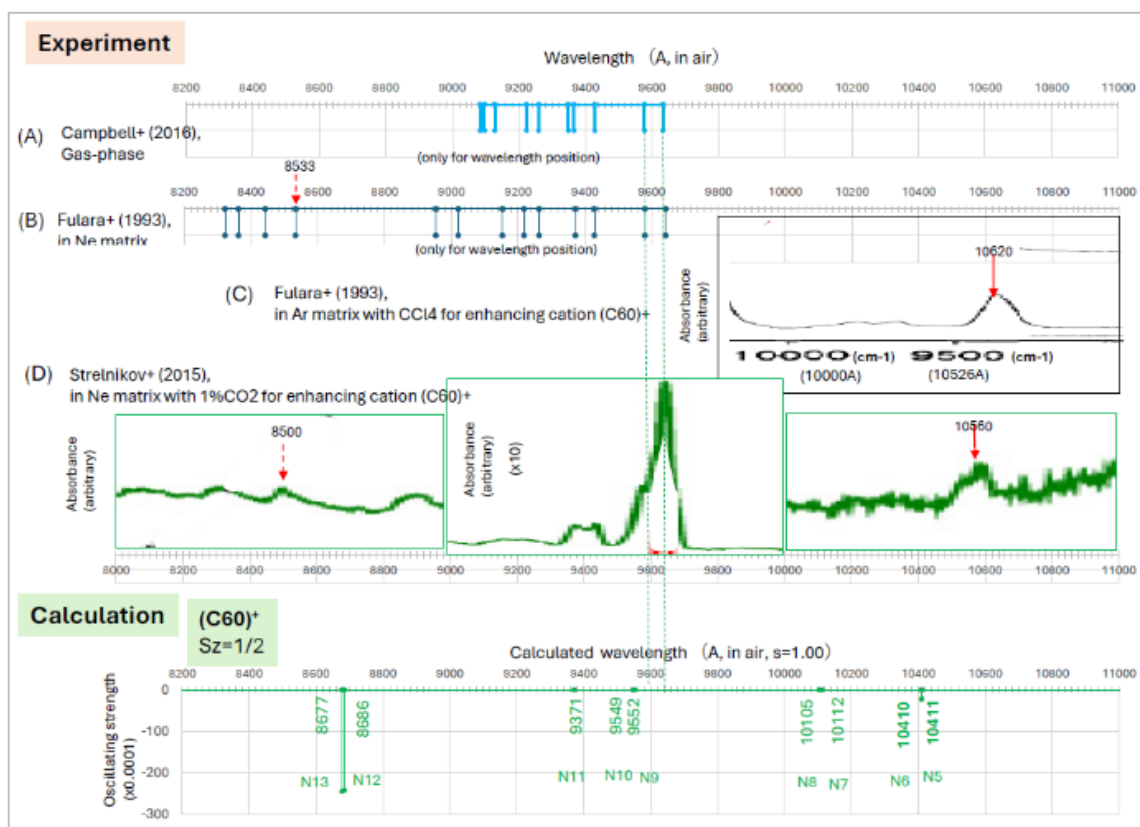 Experiment
Wavelength （A, in air）
8200 8400 8600 8800 9000 9200 9400 9600 9800 10000 10200 10400 10600 10800 11000
(A) Campbell+ (2016),
Gas-phase
(only for wavelength position)
8533
8200 8400 8600 8800 9000 9200 9400 9600 9800 10000 10200 10400 10600 10800 11000
(B) Fulara+ (1993),
in Ne matrix
(only for wavelength position)
(C) Fulara+ (1993),
in Ar matrix with CCl4 for enhancing cation (C60)+
Absorbance
(arbitrary)
10620
10000 (cm-1) 9500 (cm-1)
(10000A) (10526A)
(D) Strelnikov+ (2015),
in Ne matrix with 1%CO2 for enhancing cation (C60)+
Absorbance
(arbitrary)
8500
Absorbance
(arbitrary)
(x10)
Absorbance
(arbitrary)
10560
8000 8200 8400 8600 8800 9000 9200 9400 9600 9800 10000 10200 10400 10600 10800 11000
Calculation
(C60)+
Sz=1/2
Calculated wavelength （A, in air, s=1.00）
8200 8400 8600 8800 9000 9200 9400 9600 9800 10000 10200 10400 10600 10800 11000
Oscillating strength
(x0.0001)
0
-100
-200
-300
8677 8686 9371 9549 9552 10105 10112 10410 10411
N13 N12 N11 N10 N9 N8 N7 N6 N5